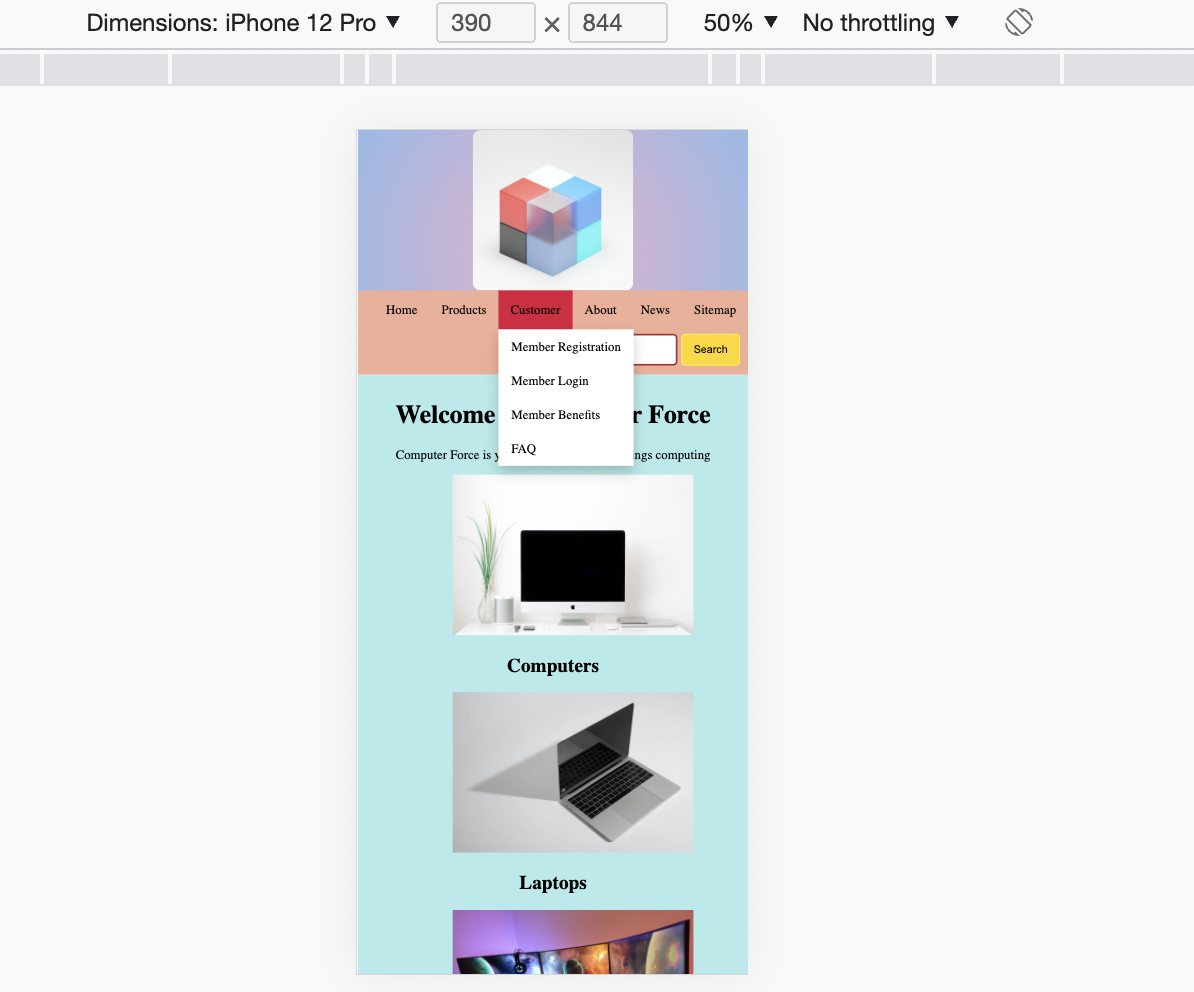 Dimensions: iPhone 12 Pro ▼ 390 × 844 50% ▼ No throttling ▼
Home Products Customer About News Sitemap
Member Registration Search
Member Login
Welcome Member Benefits r Force
FAQ
Computer Force is y ngs computing
Computers
Laptops